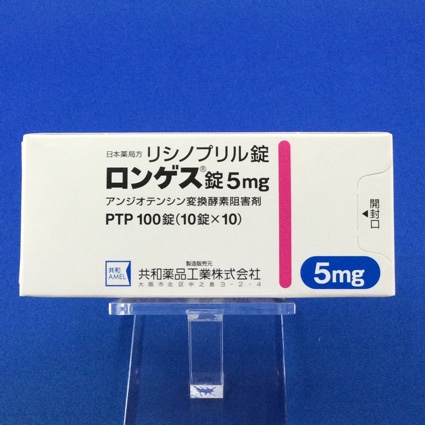 日本薬局方 リシノプリル錠
ロンゲス®錠5mg
アンジオテンシン変換酵素阻害剤
PTP 100錠(10錠×10)
開封口
製造販売元
共和 AMEL 共和薬品工業株式会社
大阪市北区中之島3-2-4
5mg